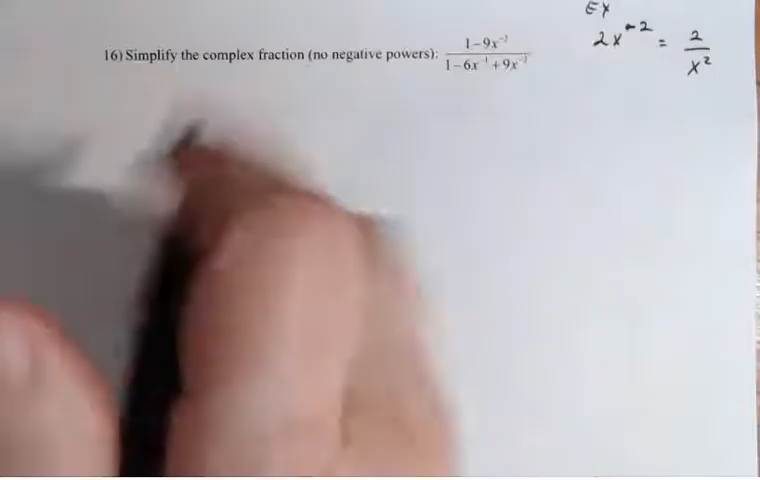 Ex
2x⁻² = 2/x²
16) Simplify the complex fraction (no negative powers): (1−9x⁻²)/(1−6x⁻¹+9x⁻²)